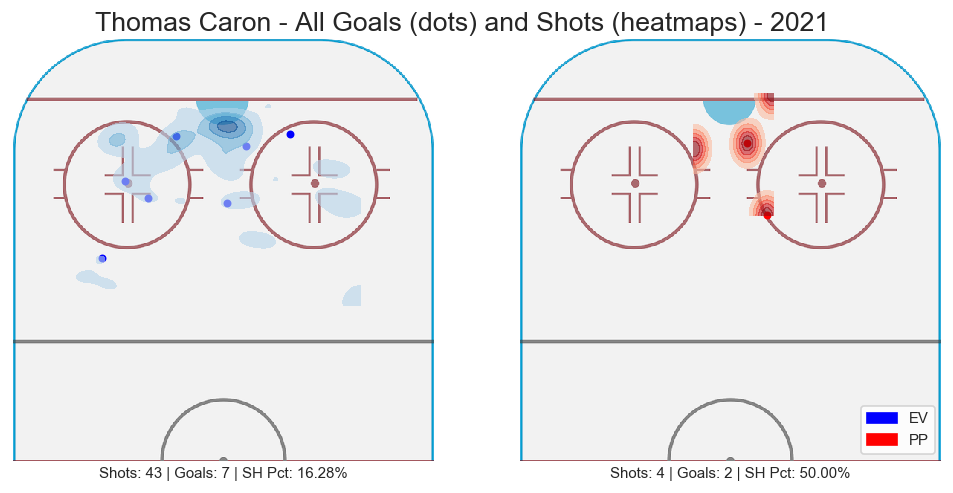 Thomas Caron - All Goals (dots) and Shots (heatmaps) - 2021
EV
PP
Shots: 43 | Goals: 7 | SH Pct: 16.28%
Shots: 4 | Goals: 2 | SH Pct: 50.00%